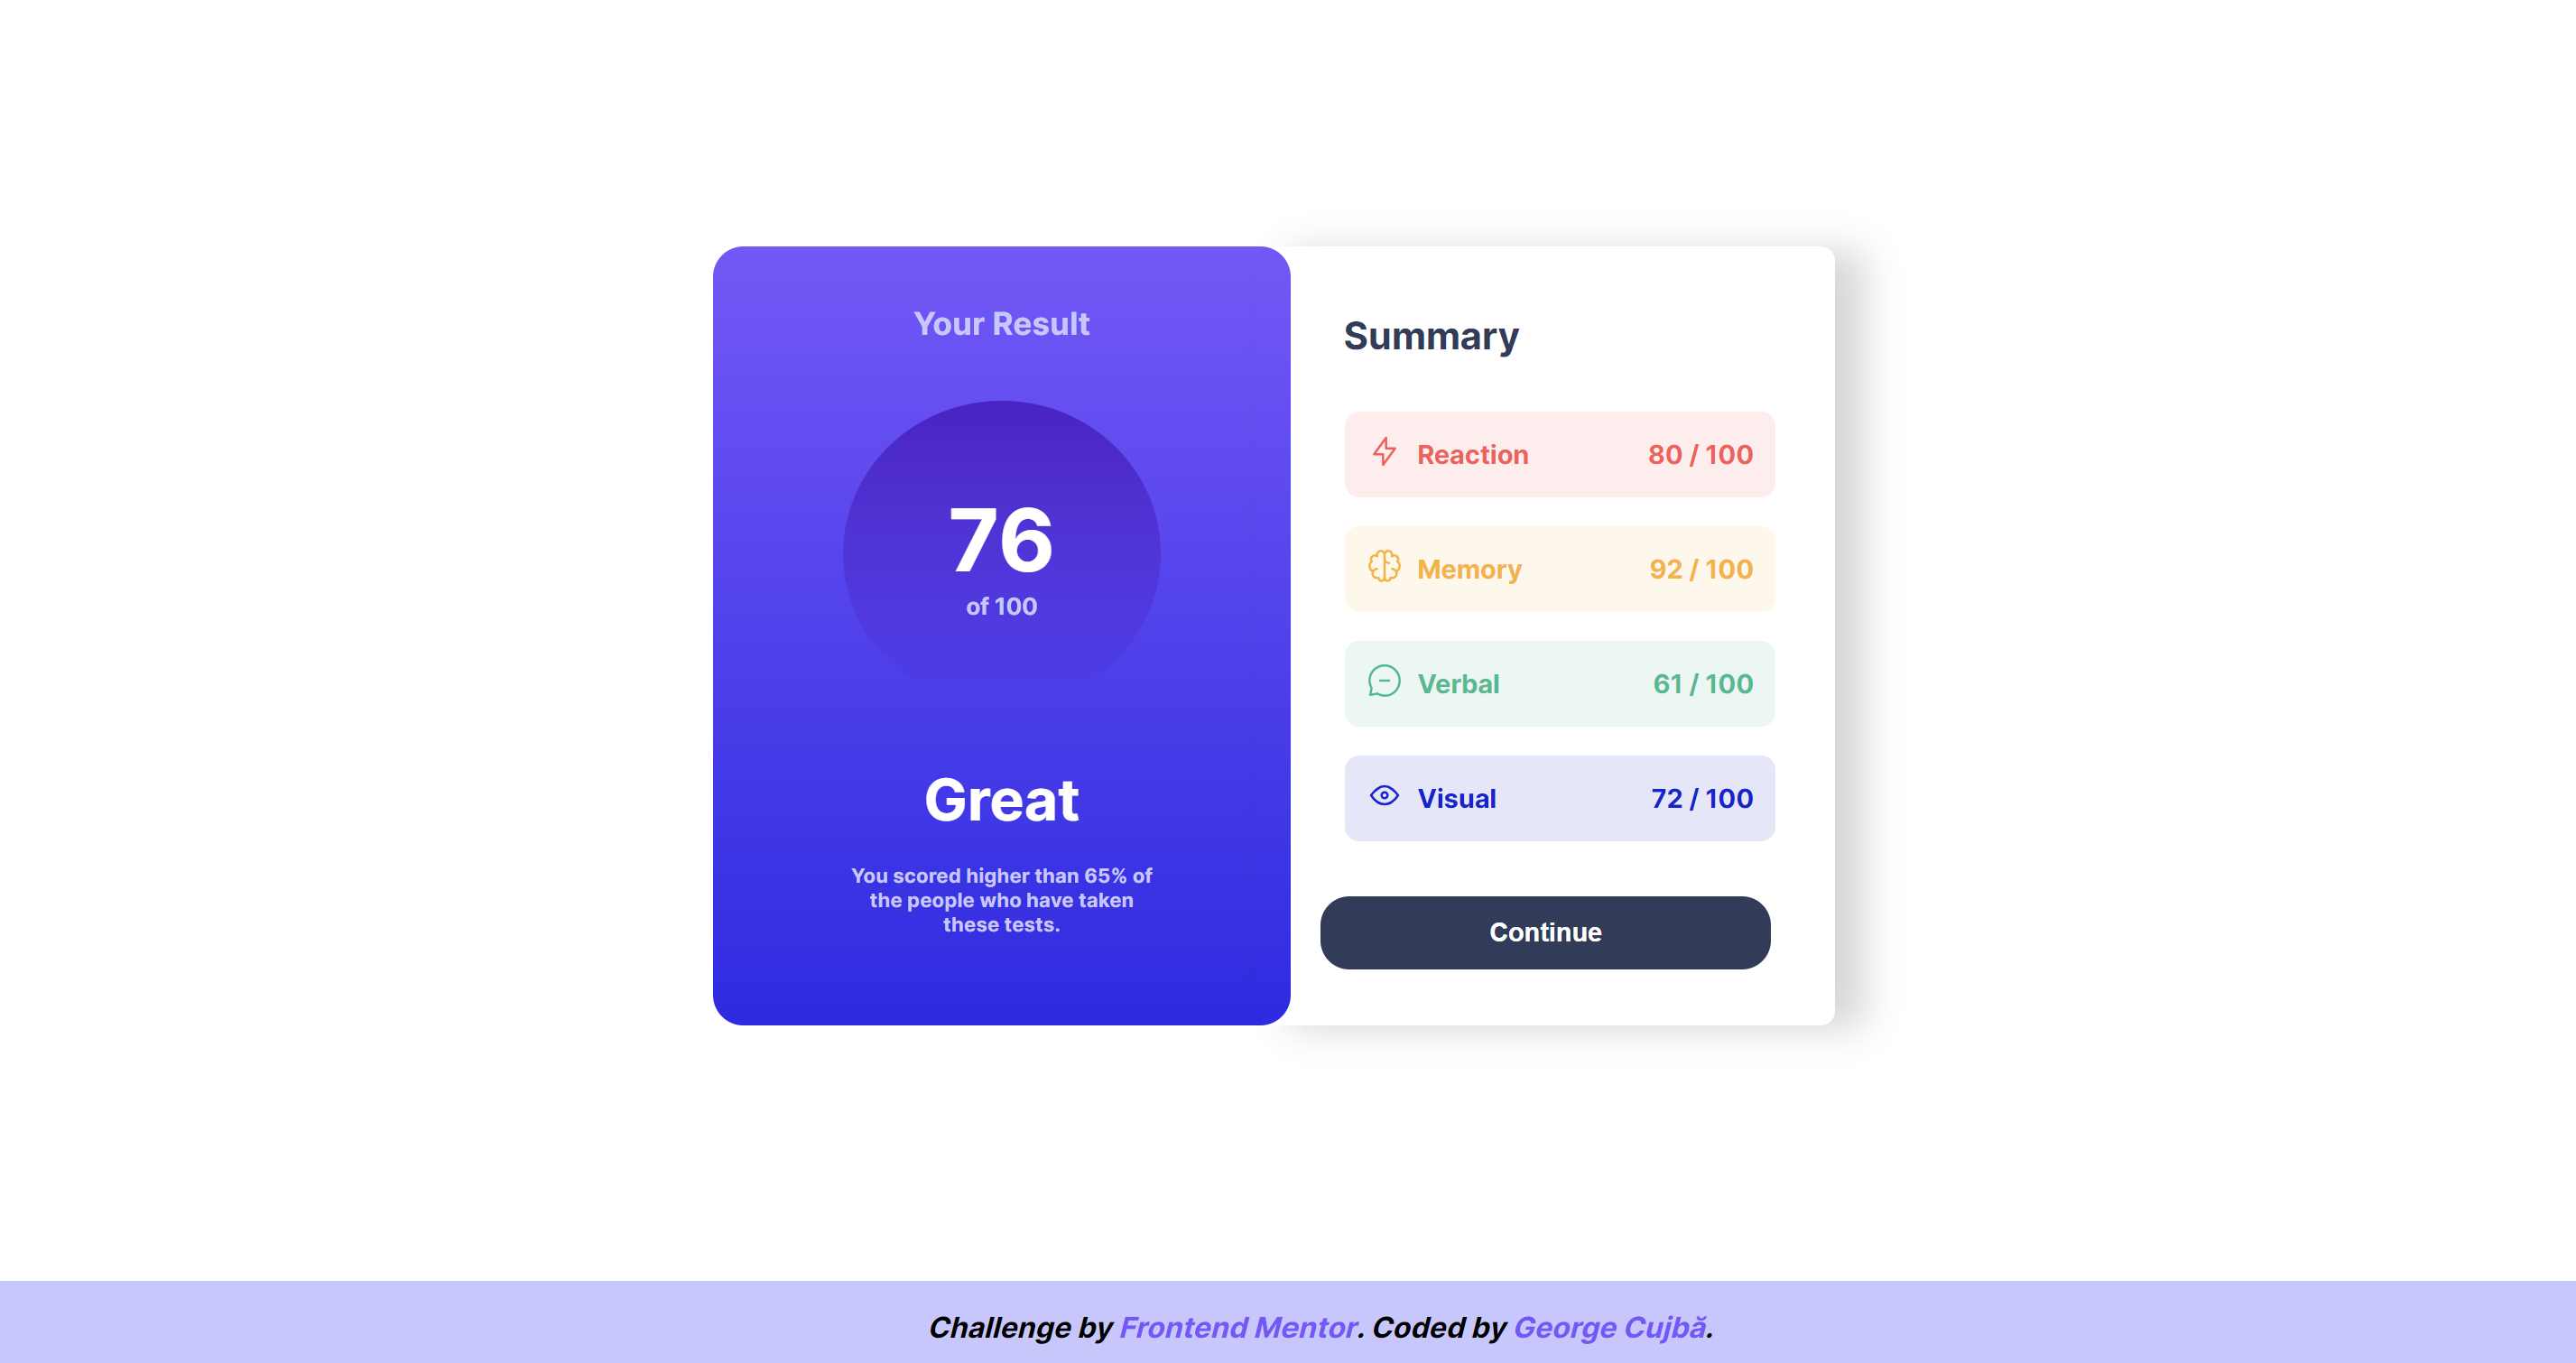 Your Result
76
of 100
Great
You scored higher than 65% of
the people who have taken
these tests.
Summary
Reaction 80 / 100
Memory 92 / 100
Verbal 61 / 100
Visual 72 / 100
Continue
Challenge by Frontend Mentor. Coded by George Cujbă.